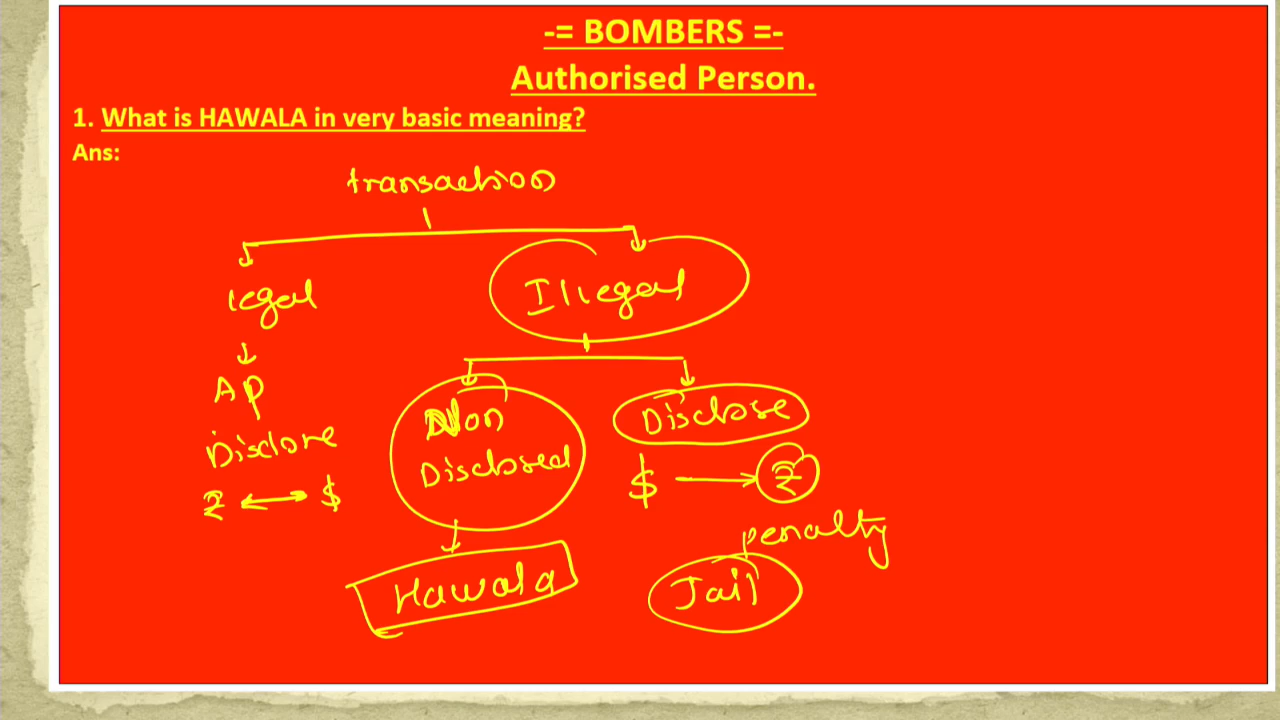 -= BOMBERS =-
Authorised Person.
1. What is HAWALA in very basic meaning?
Ans:
transaction
legal
Illegal
AP
Disclore
₹ ↔ $
Non
Disclosed
Disclose
$ → ₹
penalty
Hawala
Jail